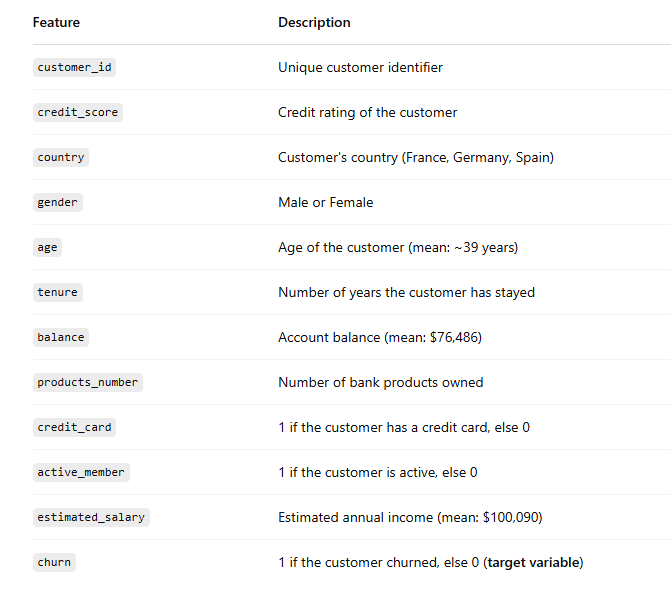 Feature Description
customer_id Unique customer identifier
credit_score Credit rating of the customer
country Customer's country (France, Germany, Spain)
gender Male or Female
age Age of the customer (mean: ~39 years)
tenure Number of years the customer has stayed
balance Account balance (mean: $76,486)
products_number Number of bank products owned
credit_card 1 if the customer has a credit card, else 0
active_member 1 if the customer is active, else 0
estimated_salary Estimated annual income (mean: $100,090)
churn 1 if the customer churned, else 0 (target variable)